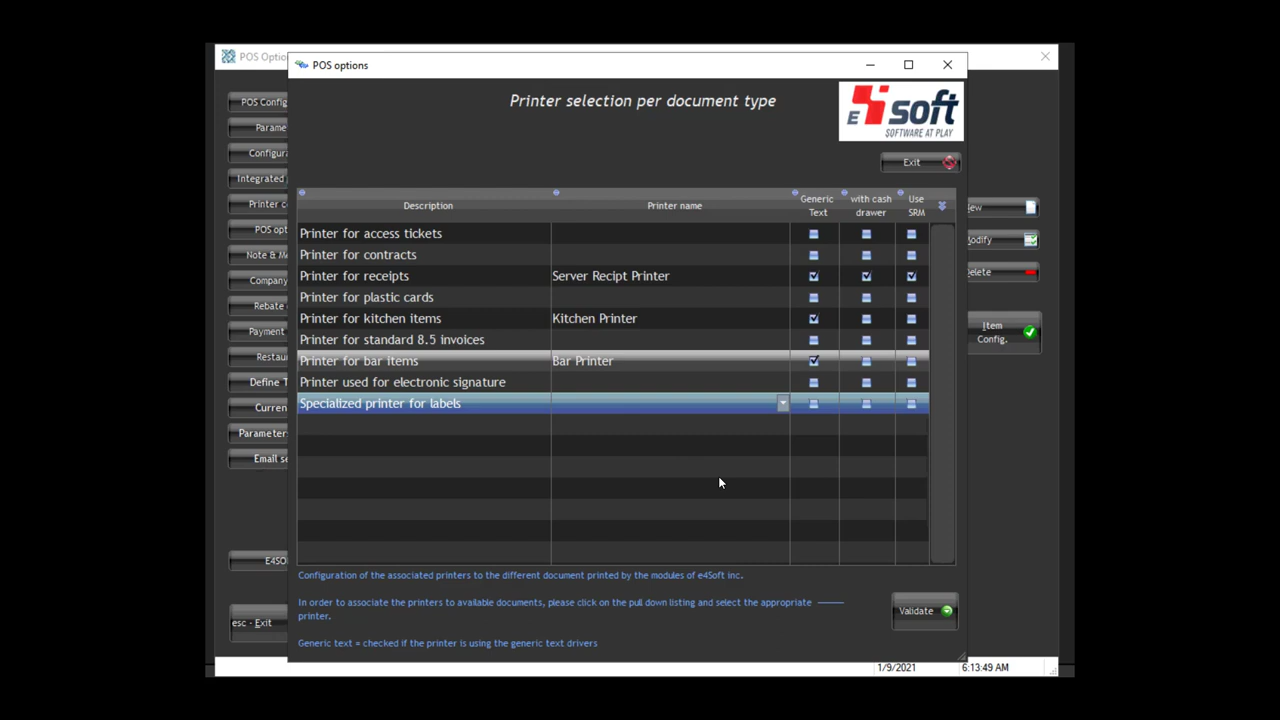 POS Optio
POS options
Printer selection per document type
E4soft
SOFTWARE AT PLAY
Exit
POS Config
Parame
Configura
Integrated
Printer c
POS opt
Note & M
Company
Rebate
Payment
Restau
Define T
Curren
Parameters
Email se
E4SO
esc - Exit
Description
Printer name
Generic Text
with cash drawer
Use SRM
Printer for access tickets
Printer for contracts
Printer for receipts Server Recipt Printer
Printer for plastic cards
Printer for kitchen items Kitchen Printer
Printer for standard 8.5 invoices
Printer for bar items Bar Printer
Printer used for electronic signature
Specialized printer for labels
ew
odify
elete
Item
Config.
Configuration of the associated printers to the different document printed by the modules of e4Soft inc.
In order to associate the printers to available documents, please click on the pull down listing and select the appropriate
printer.
Generic text = checked if the printer is using the generic text drivers
Validate
1/9/2021 6:13:49 AM